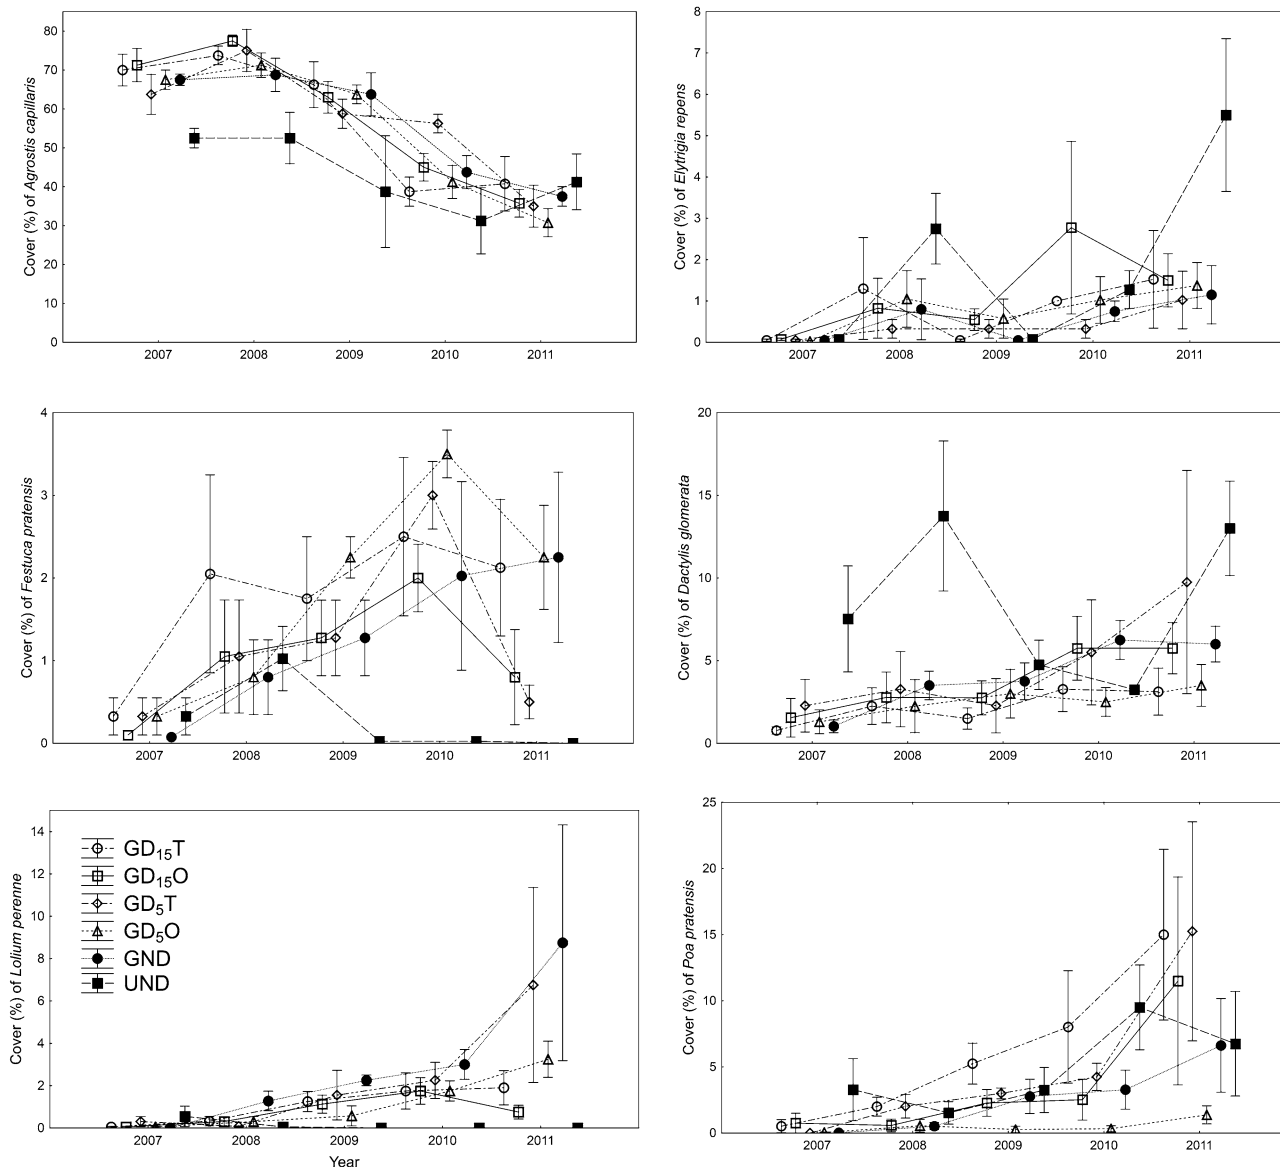 80
70
60
50
40
30
20
10
0
Cover (%) of Agrostis capillaris
2007 2008 2009 2010 2011
8
7
6
5
4
3
2
1
0
Cover (%) of Elytrigia repens
2007 2008 2009 2010 2011
4
3
2
1
0
Cover (%) of Festuca pratensis
2007 2008 2009 2010 2011
20
15
10
5
0
Cover (%) of Dactylis glomerata
2007 2008 2009 2010 2011
14
12
10
8
6
4
2
0
Cover (%) of Lolium perenne
GD₁₅T
GD₁₅O
GD₅T
GD₅O
GND
UND
2007 2008 2009 2010 2011
Year
25
20
15
10
5
0
Cover (%) of Poa pratensis
2007 2008 2009 2010 2011